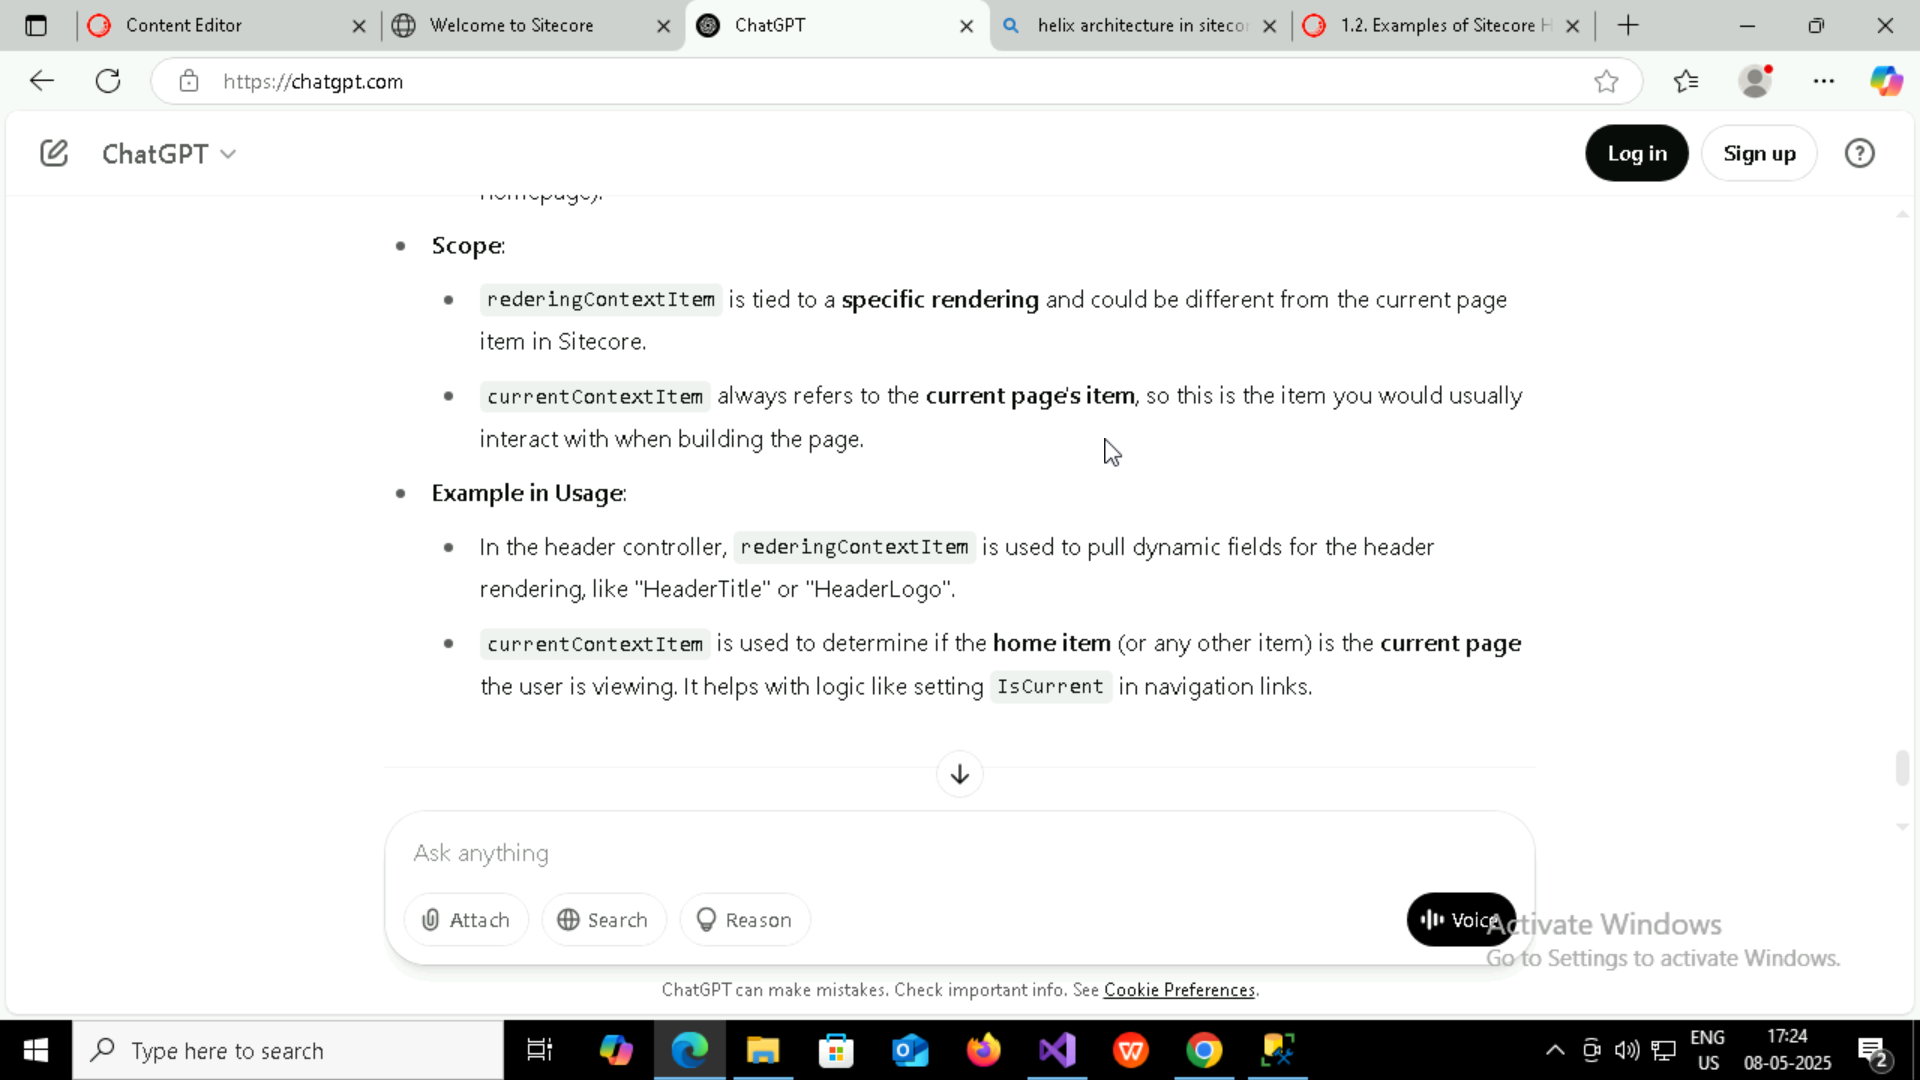 Content Editor
Welcome to Sitecore
ChatGPT
helix architecture in siteco
1.2. Examples of Sitecore H
https://chatgpt.com
ChatGPT
Log in
Sign up
homepage).
Scope:
rederingContextItem is tied to a specific rendering and could be different from the current page
item in Sitecore.
currentContextItem always refers to the current page's item, so this is the item you would usually
interact with when building the page.
Example in Usage:
In the header controller, rederingContextItem is used to pull dynamic fields for the header
rendering, like "HeaderTitle" or "HeaderLogo".
currentContextItem is used to determine if the home item (or any other item) is the current page
the user is viewing. It helps with logic like setting IsCurrent in navigation links.
Ask anything
Attach
Search
Reason
Voice
Activate Windows
Go to Settings to activate Windows.
ChatGPT can make mistakes. Check important info. See Cookie Preferences.
Type here to search
ENG
US
17:24
08-05-2025
2